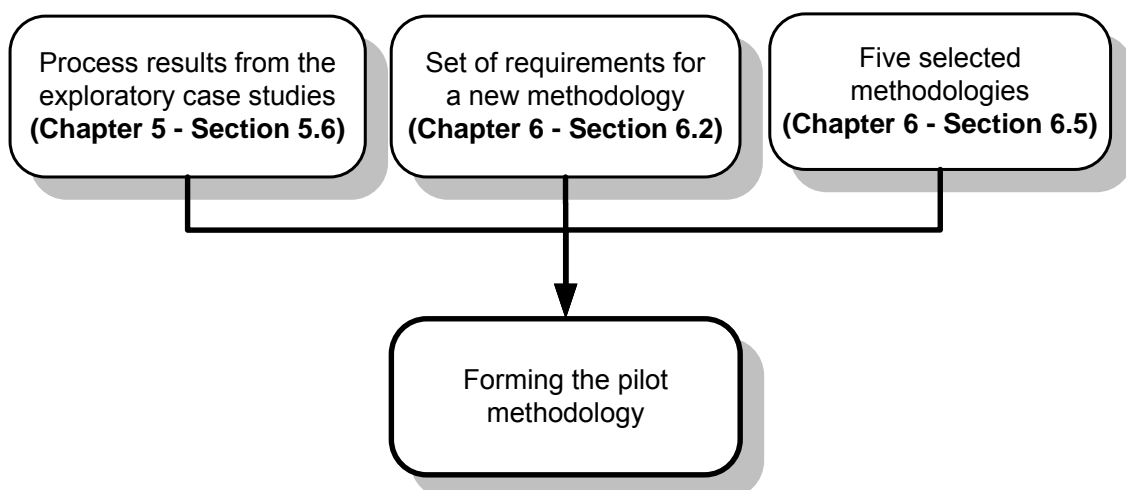 Process results from the
exploratory case studies
(Chapter 5 - Section 5.6)
Set of requirements for
a new methodology
(Chapter 6 - Section 6.2)
Five selected
methodologies
(Chapter 6 - Section 6.5)
Forming the pilot
methodology